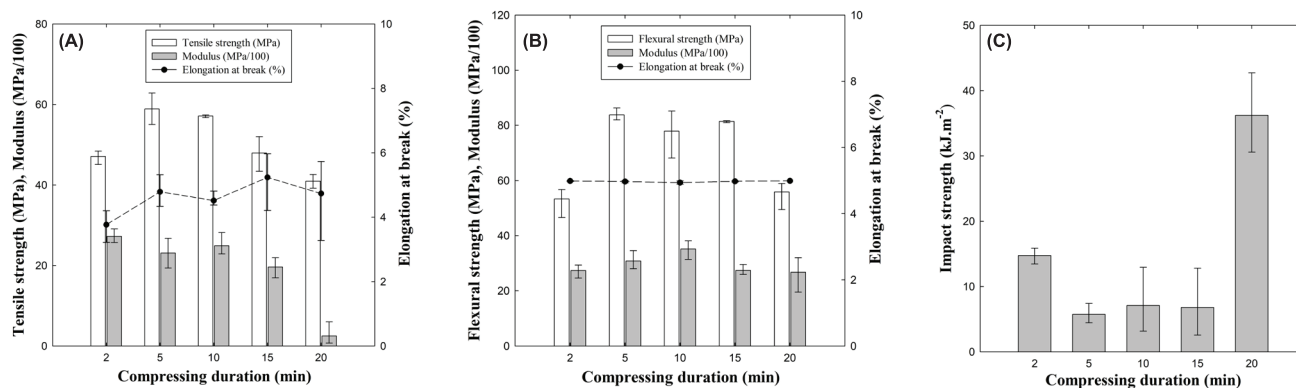 (A)
Tensile strength (MPa)
Modulus (MPa/100)
Elongation at break (%)
80
60
40
20
0
10
8
6
4
2
0
Tensile strength (MPa), Modulus (MPa/100)
Elongation at break (%)
2 5 10 15 20
Compressing duration (min)
(B)
Flexural strength (MPa)
Modulus (MPa/100)
Elongation at break (%)
120
100
80
60
40
20
0
10
8
6
4
2
0
Flexural strength (MPa), Modulus (MPa/100)
Elongation at break (%)
2 5 10 15 20
Compressing duration (min)
(C)
50
40
30
20
10
0
Impact strength (kJ.m-2)
2 5 10 15 20
Compressing duration (min)